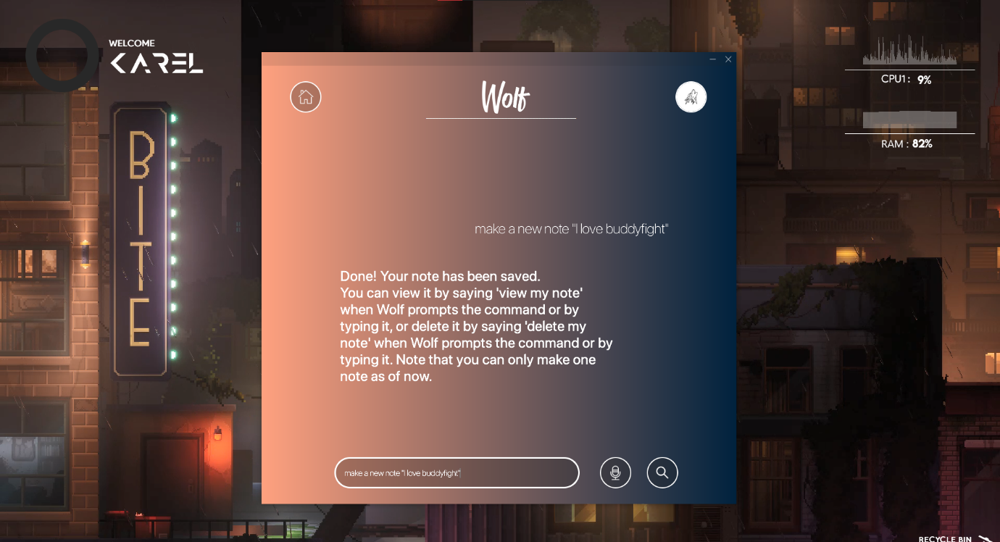 WELCOME
KAREL
BITE
CPU1: 9%
RAM : 82%
Wolf
make a new note "I love buddyfight"
Done! Your note has been saved.
You can view it by saying 'view my note'
when Wolf prompts the command or by
typing it, or delete it by saying 'delete my
note' when Wolf prompts the command or by
typing it. Note that you can only make one
note as of now.
make a new note "I love buddyfight"
RECYCLE BIN